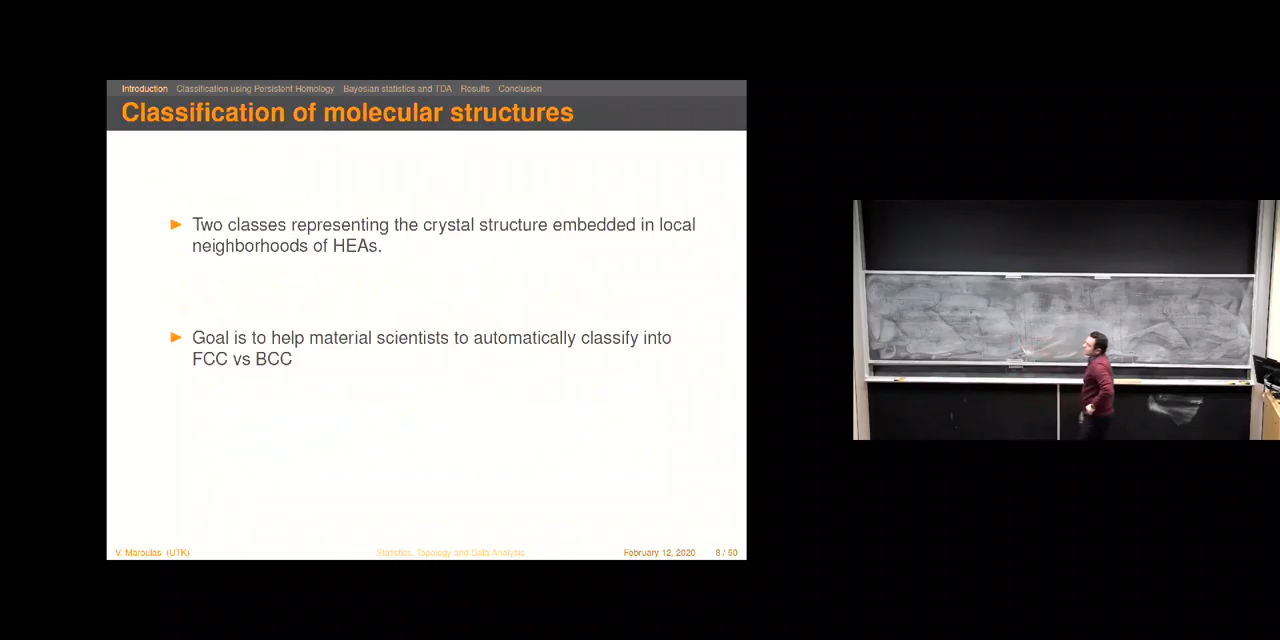 Introduction Classification using Persistent Homology Bayesian statistics and TDA Results Conclusion
Classification of molecular structures
Two classes representing the crystal structure embedded in local
neighborhoods of HEAs.
Goal is to help material scientists to automatically classify into
FCC vs BCC
V. Maroulas (UTK) Statistics, Topology and Data Analysis February 12, 2020 8 / 50